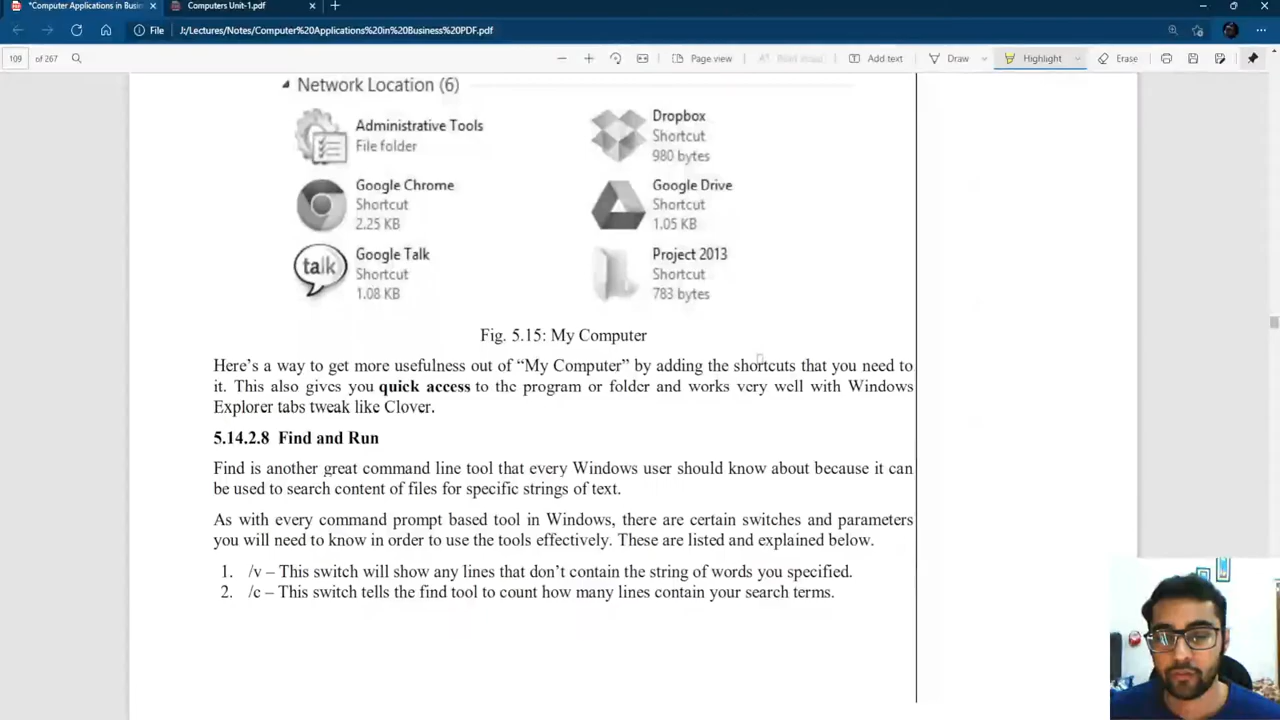 *Computer Applications in Busin
Computers Unit-1.pdf
File
J:/Lectures/Notes/Computer%20Applications%20in%20Business%20PDF.pdf
109 of 267
Page view
Add text
Draw
Highlight
Erase
Network Location (6)
Administrative Tools
File folder
Dropbox
Shortcut
980 bytes
Google Chrome
Shortcut
2.25 KB
Google Drive
Shortcut
1.05 KB
talk
Google Talk
Shortcut
1.08 KB
Project 2013
Shortcut
783 bytes
Fig. 5.15: My Computer
Here’s a way to get more usefulness out of “My Computer” by adding the shortcuts that you need to
it. This also gives you quick access to the program or folder and works very well with Windows
Explorer tabs tweak like Clover.
5.14.2.8 Find and Run
Find is another great command line tool that every Windows user should know about because it can
be used to search content of files for specific strings of text.
As with every command prompt based tool in Windows, there are certain switches and parameters
you will need to know in order to use the tools effectively. These are listed and explained below.
1. /v – This switch will show any lines that don’t contain the string of words you specified.
2. /c – This switch tells the find tool to count how many lines contain your search terms.